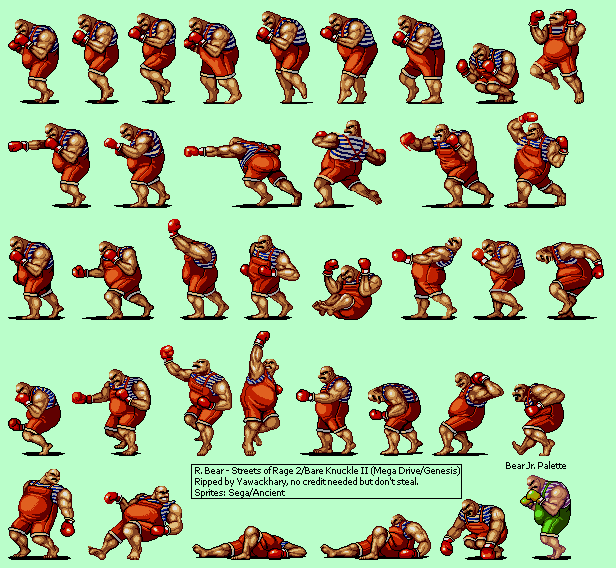 Bear Jr. Palette
R. Bear - Streets of Rage 2/Bare Knuckle II (Mega Drive/Genesis)
Ripped by Yawackhary, no credit needed but don't steal.
Sprites: Sega/Ancient